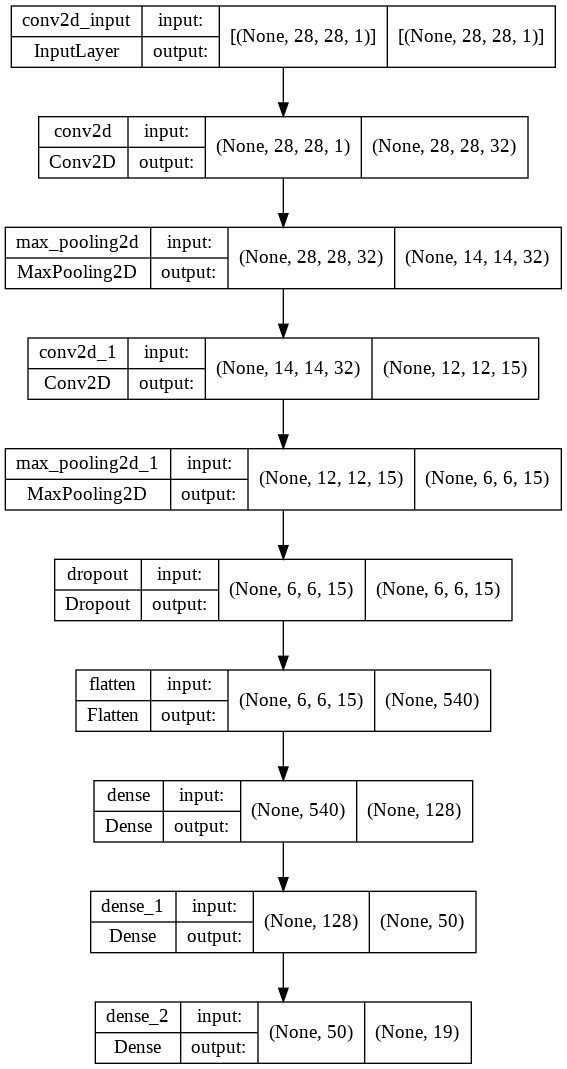 conv2d_input input: [(None, 28, 28, 1)] [(None, 28, 28, 1)]
InputLayer output:
conv2d input: (None, 28, 28, 1) (None, 28, 28, 32)
Conv2D output:
max_pooling2d input: (None, 28, 28, 32) (None, 14, 14, 32)
MaxPooling2D output:
conv2d_1 input: (None, 14, 14, 32) (None, 12, 12, 15)
Conv2D output:
max_pooling2d_1 input: (None, 12, 12, 15) (None, 6, 6, 15)
MaxPooling2D output:
dropout input: (None, 6, 6, 15) (None, 6, 6, 15)
Dropout output:
flatten input: (None, 6, 6, 15) (None, 540)
Flatten output:
dense input: (None, 540) (None, 128)
Dense output:
dense_1 input: (None, 128) (None, 50)
Dense output:
dense_2 input: (None, 50) (None, 19)
Dense output: